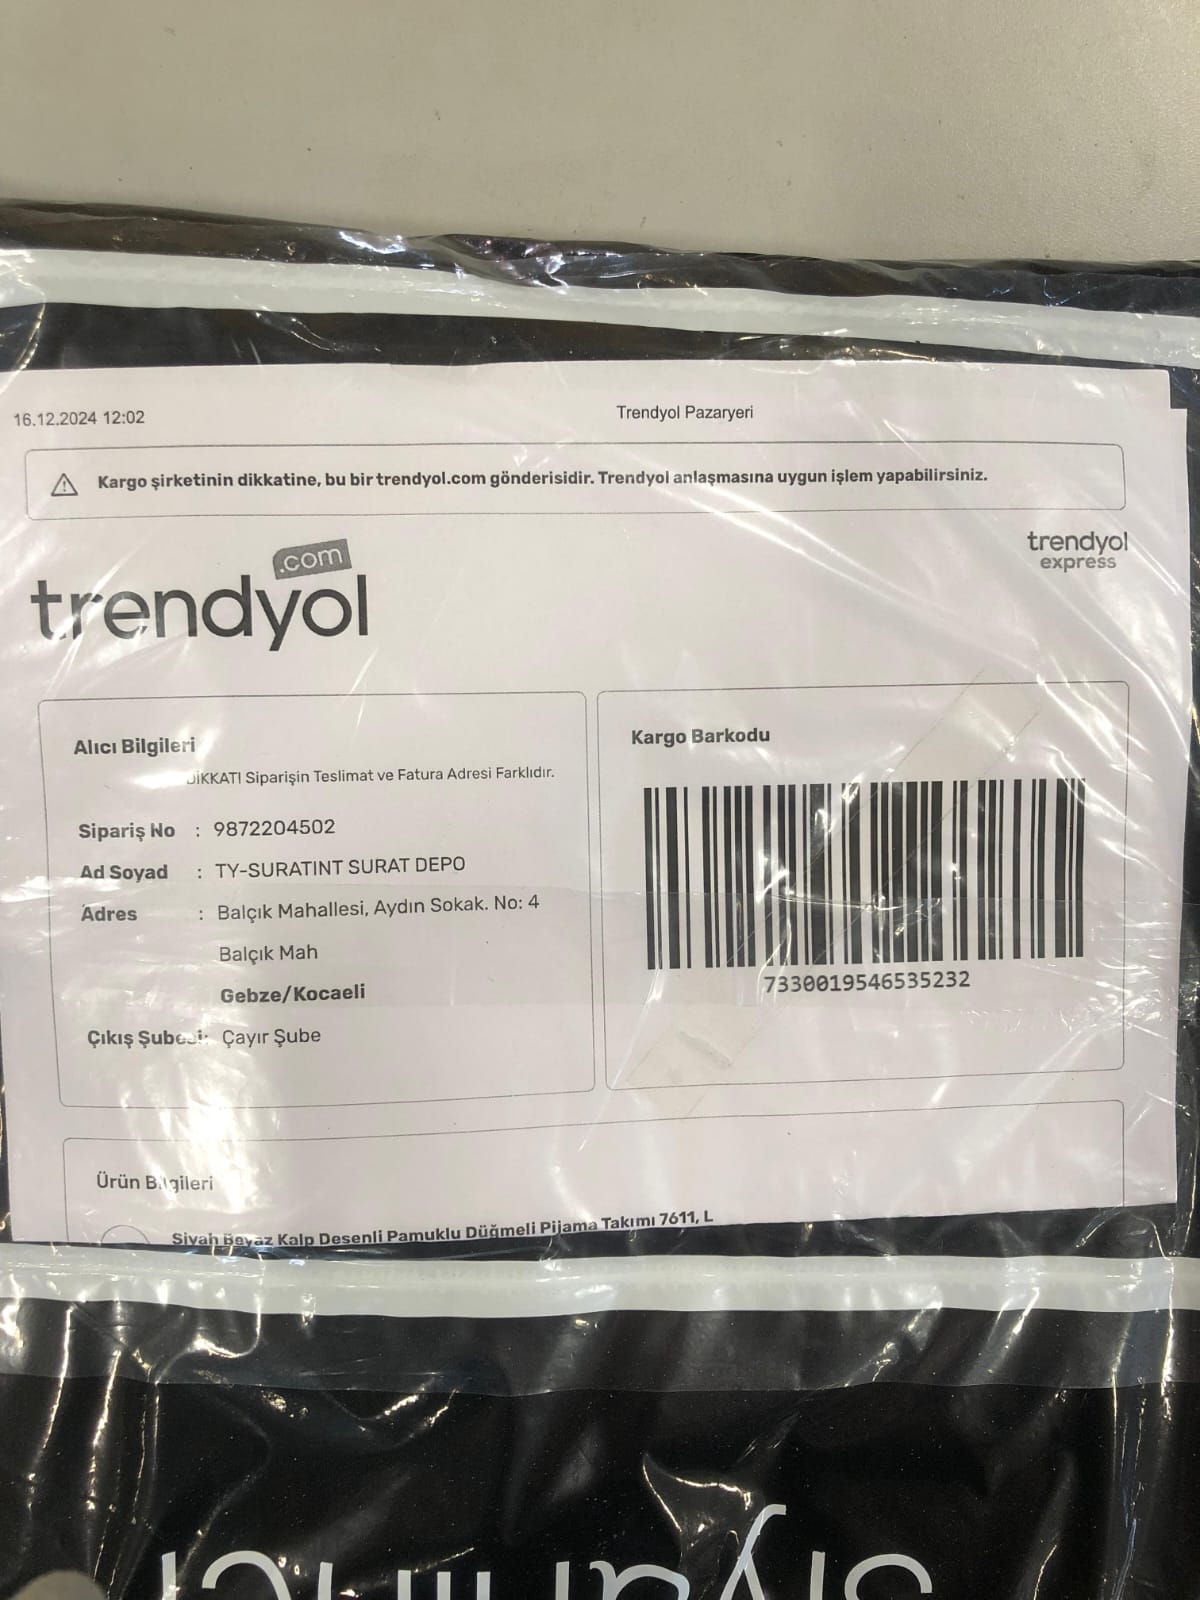 16.12.2024 12:02
Trendyol Pazaryeri
Kargo şirketinin dikkatine, bu bir trendyol.com gönderisidir. Trendyol anlaşmasına uygun işlem yapabilirsiniz.
.com
trendyol
trendyol
express
Alıcı Bilgileri
DİKKAT! Siparişin Teslimat ve Fatura Adresi Farklıdır.
Sipariş No : 9872204502
Ad Soyad : TY-SURATINT SURAT DEPO
Adres : Balçık Mahallesi, Aydın Sokak. No: 4
Balçık Mah
Gebze/Kocaeli
Çıkış Şubesi: Çayır Şube
Kargo Barkodu
7330019546535232
Ürün Bilgileri
Siyah Beyaz Kalp Desenli Pamuklu Düğmeli Pijama Takımı 7611, L